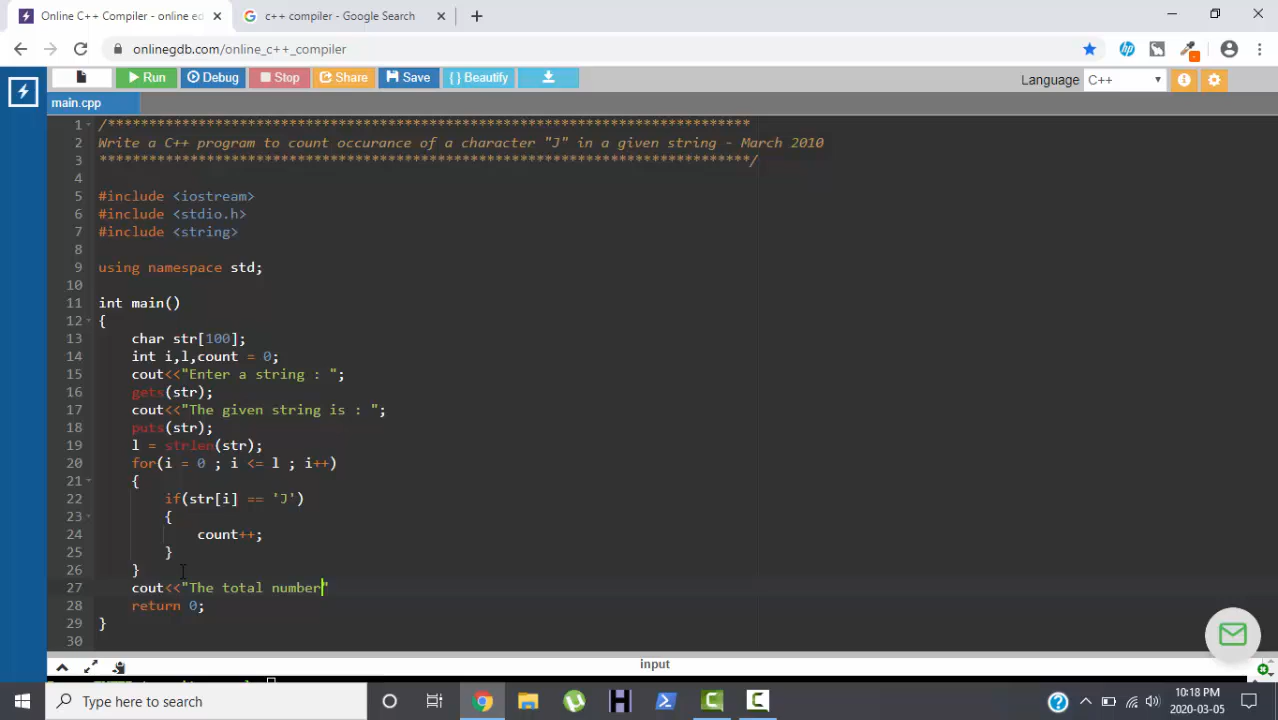 Online C++ Compiler - online ed
c++ compiler - Google Search
onlinegdb.com/online_c++_compiler
Run Debug Stop Share Save { } Beautify
Language C++
main.cpp
1 /******************************************************************************
2 Write a C++ program to count occurance of a character "J" in a given string - March 2010
3 *******************************************************************************/
4
5 #include <iostream>
6 #include <stdio.h>
7 #include <string>
8
9 using namespace std;
10
11 int main()
12 {
13 char str[100];
14 int i,l,count = 0;
15 cout<<"Enter a string : ";
16 gets(str);
17 cout<<"The given string is : ";
18 puts(str);
19 l = strlen(str);
20 for(i = 0 ; i <= l ; i++)
21 {
22 if(str[i] == 'J')
23 {
24 count++;
25 }
26 }
27 cout<<"The total number"
28 return 0;
29 }
30
input
Type here to search
10:18 PM
2020-03-05